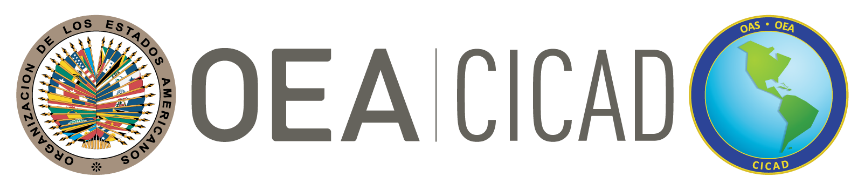 ORGANIZACION DE LOS ESTADOS AMERICANOS
OEA
CICAD
OAS • OEA
CICAD